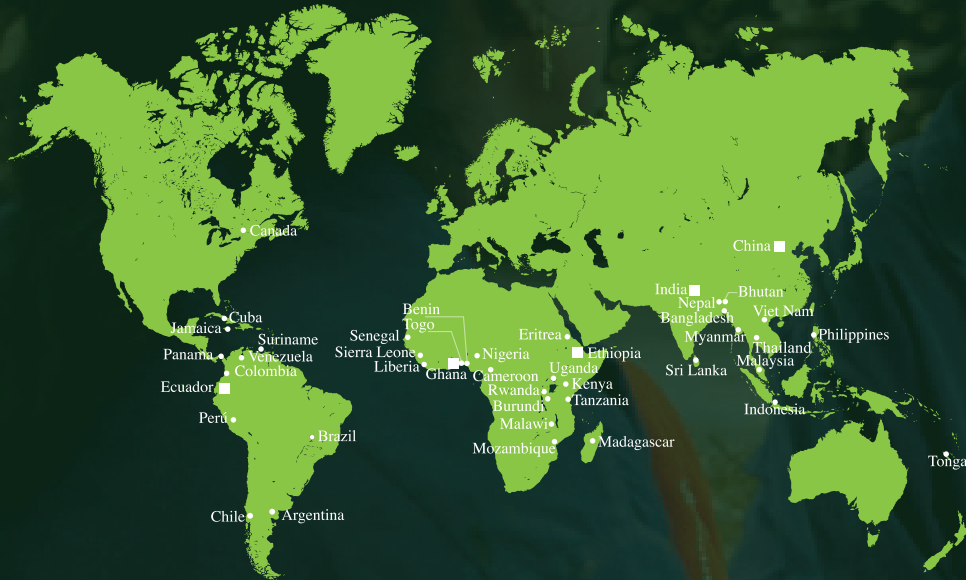 Canada
Cuba
Jamaica
Suriname
Panama
Venezuela
Colombia
Ecuador
Perú
Brazil
Chile
Argentina
Benin
Togo
Senegal
Sierra Leone
Liberia
Ghana
Nigeria
Cameroon
Eritrea
Ethiopia
Uganda
Kenya
Rwanda
Burundi
Tanzania
Malawi
Mozambique
Madagascar
China
India
Bhutan
Nepal
Bangladesh
Viet Nam
Myanmar
Philippines
Thailand
Malaysia
Sri Lanka
Indonesia
Tonga